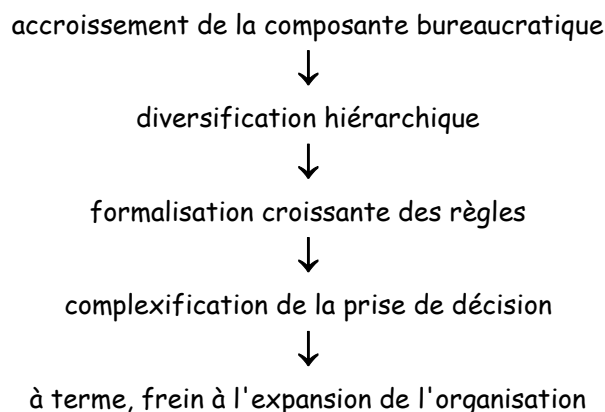 accroissement de la composante bureaucratique
↓
diversification hiérarchique
↓
formalisation croissante des règles
↓
complexification de la prise de décision
↓
à terme, frein à l'expansion de l'organisation